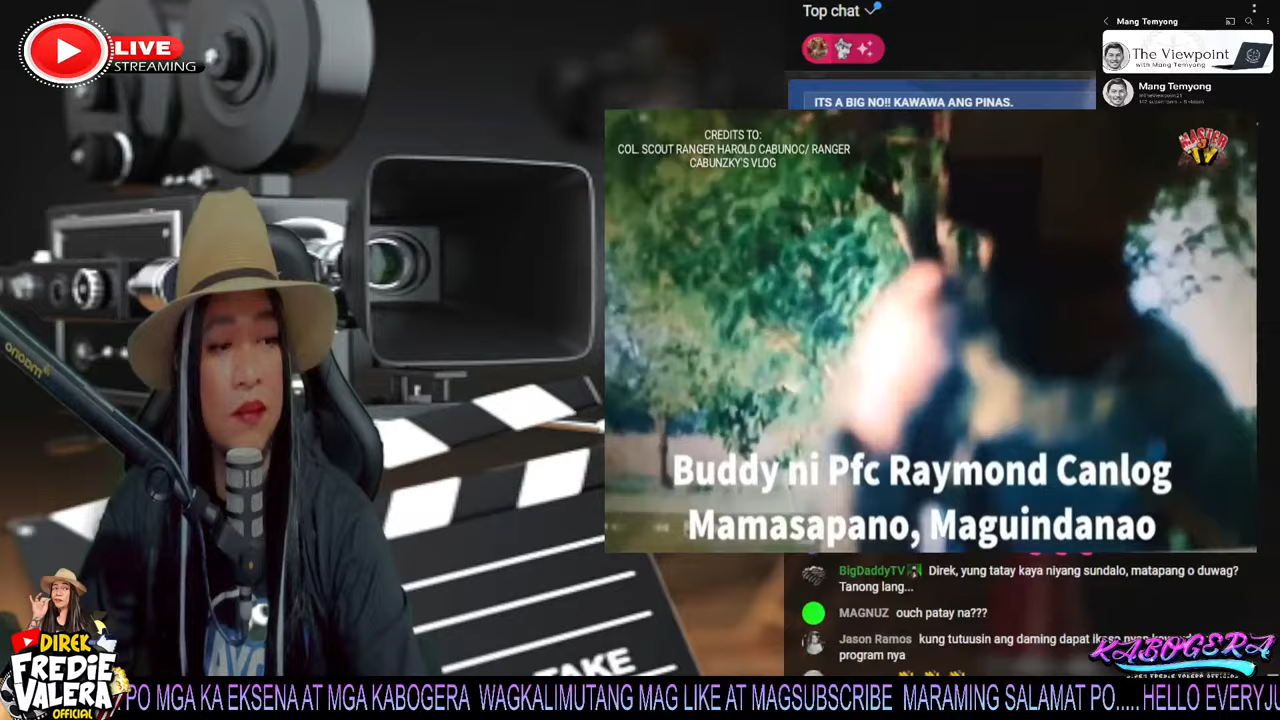 LIVE
STREAMING
Top chat
Mang Temyong
The Viewpoint
with Mang Temyong
Mang Temyong
ITS A BIG NO!! KAWAWA ANG PINAS.
CREDITS TO:
COL. SCOUT RANGER HAROLD CABUNOC/ RANGER
CABUNZKY'S VLOG
MASTER
TV
maono
Buddy ni Pfc Raymond Canlog
Mamasapano, Maguindanao
BigDaddyTV Direk, yung tatay kaya niyang sundalo, matapang o duwag?
Tanong lang...
MAGNUZ ouch patay na???
Jason Ramos kung tutuusin ang daming dapat
program nya
KABOGERA
TAKE
DIREK
FREDIE
VALERA
OFFICIAL
PO MGA KA EKSENA AT MGA KABOGERA WAGKALIMUTANG MAG LIKE AT MAGSUBSCRIBE MARAMING SALAMAT PO.....HELLO EVERYJU